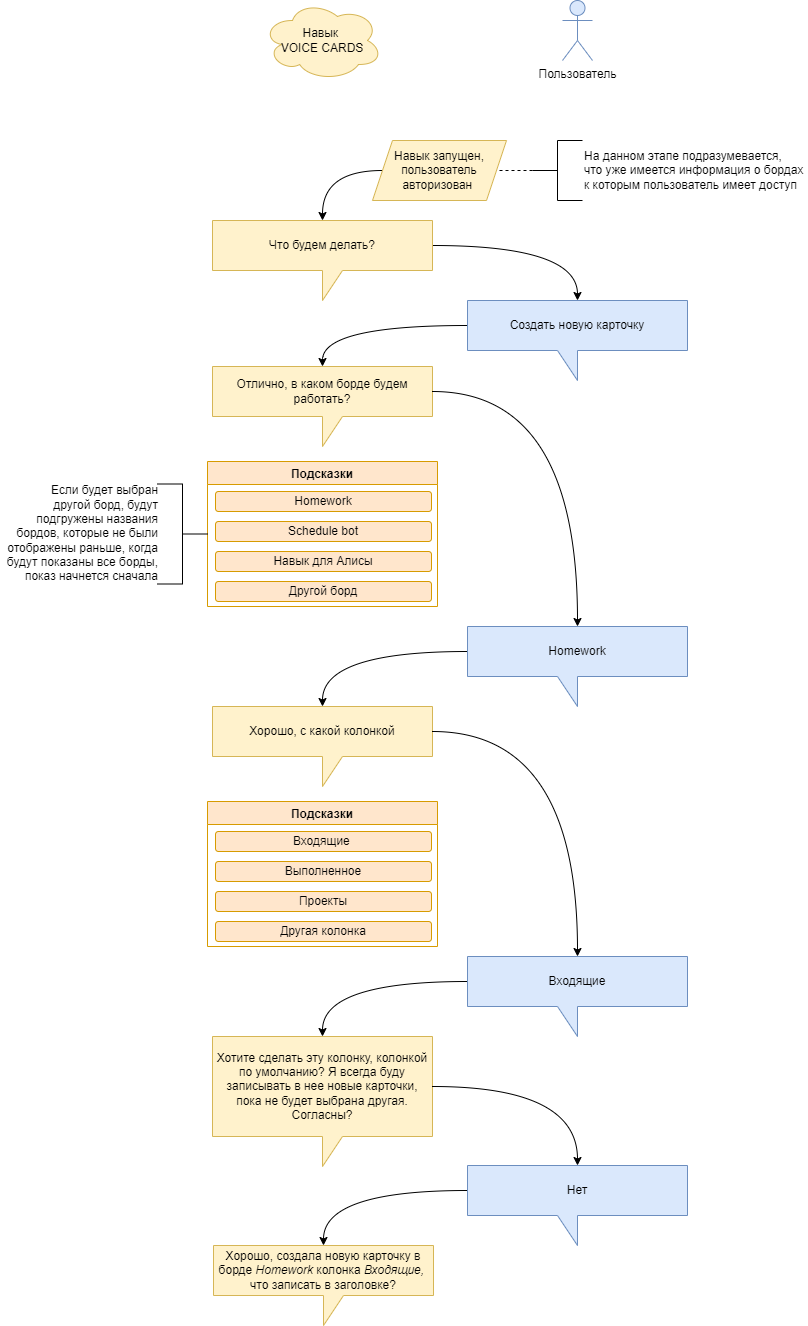 Навык
VOICE CARDS
Пользователь
Навык запущен,
пользователь
авторизован
На данном этапе подразумевается,
что уже имеется информация о бордах
к которым пользователь имеет доступ
Что будем делать?
Создать новую карточку
Отлично, в каком борде будем
работать?
Подсказки
Homework
Schedule bot
Навык для Алисы
Другой борд
Если будет выбран
другой борд, будут
подгружены названия
бордов, которые не были
отображены раньше, когда
будут показаны все борды,
показ начнется сначала
Homework
Хорошо, с какой колонкой
Подсказки
Входящие
Выполненное
Проекты
Другая колонка
Входящие
Хотите сделать эту колонку, колонкой
по умолчанию? Я всегда буду
записывать в нее новые карточки,
пока не будет выбрана другая.
Согласны?
Нет
Хорошо, создала новую карточку в
борде Homework колонка Входящие,
что записать в заголовке?